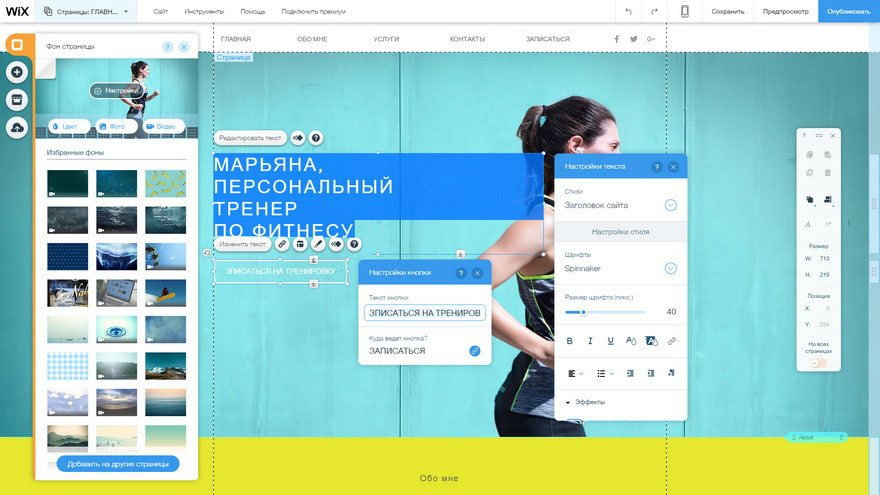 WiX
Страницы: ГЛАВН...
Сайт
Инструменты
Помощь
Подключить премиум
Сохранить
Предпросмотр
Опубликовать
Фон страницы
?
Настройки
Цвет
Фото
Видео
Избранные фоны
Добавить на другие страницы
ГЛАВНАЯ
ОБО МНЕ
УСЛУГИ
КОНТАКТЫ
ЗАПИСАТЬСЯ
G+
Страница
Редактировать текст
?
МАРЬЯНА,
ПЕРСОНАЛЬНЫЙ
ТРЕНЕР
ПО ФИТНЕСУ
Изменить текст
?
ЗПИСАТЬСЯ НА ТРЕНИРОВКУ
Настройки кнопки
?
Текст кнопки:
ЗПИСАТЬСЯ НА ТРЕНИРОВ
Куда ведет кнопка?
ЗАПИСАТЬСЯ
Настройки текста
?
Стили
Заголовок сайта
Настройки стиля
Шрифты
Spinnaker
Размер шрифта (пикс.)
40
B I U A A
Эффекты
?
0°
Размер
W: 713
H: 218
Позиция
X: 0
Y: 284
На всех
страницах
About
Обо мне